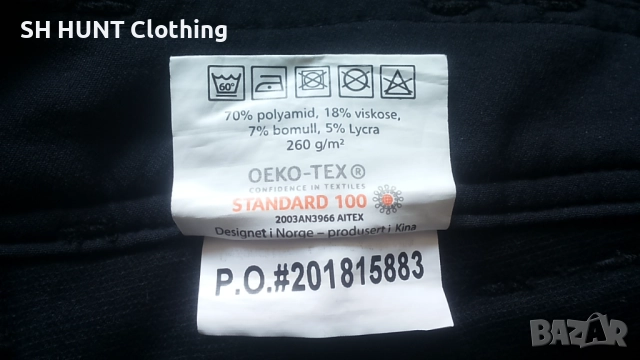 SH HUNT Clothing
60°
70% polyamid, 18% viskose,
7% bomull, 5% Lycra
260 g/m²
OEKO-TEX®
CONFIDENCE IN TEXTILES
STANDARD 100
2003AN3966 AITEX
Designet i Norge – produsert i Kina
P.O.#201815883
BAZAR